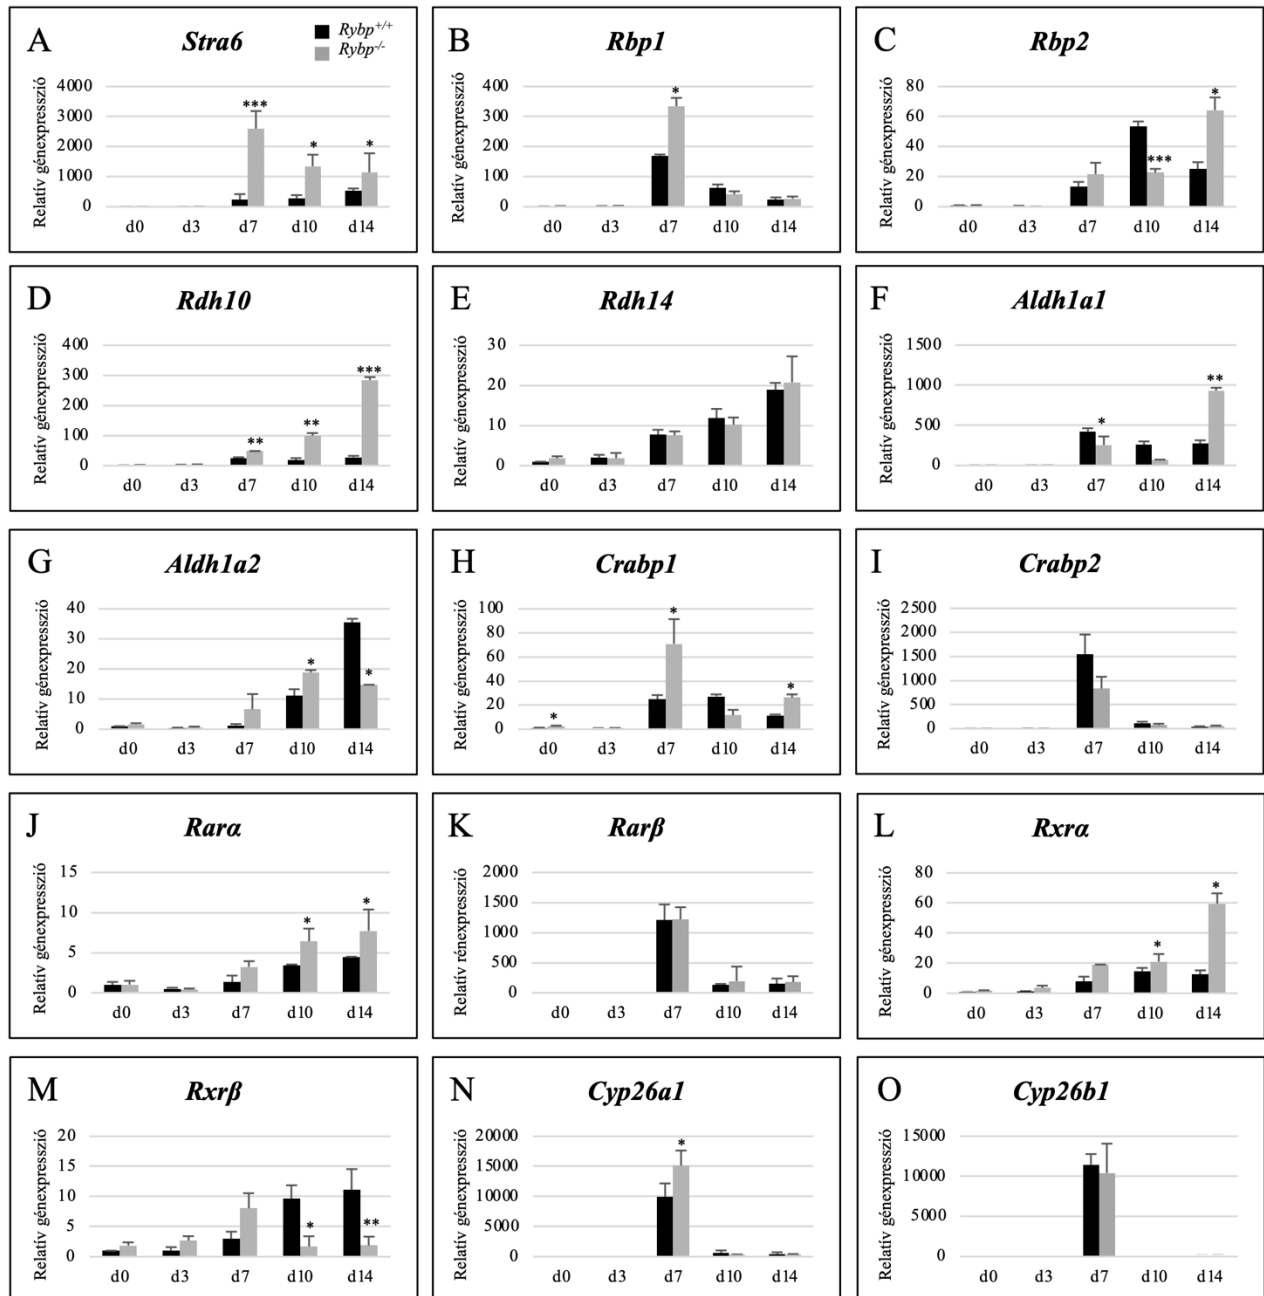 A
Stra6
Rybp+/+
Rybp-/-
Relatív génexpresszió
4000
3000
2000
1000
0
***
*
*
d0 d3 d7 d10 d14
B
Rbp1
Relatív génexpresszió
400
300
200
100
0
*
d0 d3 d7 d10 d14
C
Rbp2
Relatív génexpresszió
80
60
40
20
0
***
*
d0 d3 d7 d10 d14
D
Rdh10
Relatív génexpresszió
400
300
200
100
0
**
**
***
d0 d3 d7 d10 d14
E
Rdh14
Relatív génexpresszió
30
20
10
0
d0 d3 d7 d10 d14
F
Aldh1a1
Relatív génexpresszió
1500
1000
500
0
*
**
d0 d3 d7 d10 d14
G
Aldh1a2
Relatív génexpresszió
40
30
20
10
0
*
*
d0 d3 d7 d10 d14
H
Crabp1
Relatív génexpresszió
100
80
60
40
20
0
*
*
*
d0 d3 d7 d10 d14
I
Crabp2
Relatív génexpresszió
2500
2000
1500
1000
500
0
d0 d3 d7 d10 d14
J
Rarα
Relatív génexpresszió
15
10
5
0
*
*
d0 d3 d7 d10 d14
K
Rarβ
Relatív rénexpresszió
2000
1500
1000
500
0
d0 d3 d7 d10 d14
L
Rxrα
Relatív génexpresszió
80
60
40
20
0
*
*
d0 d3 d7 d10 d14
M
Rxrβ
Relatív génexpresszió
20
15
10
5
0
*
**
d0 d3 d7 d10 d14
N
Cyp26a1
Relatív génexpresszió
20000
15000
10000
5000
0
*
d0 d3 d7 d10 d14
O
Cyp26b1
Relatív génexpresszió
15000
10000
5000
0
d0 d3 d7 d10 d14